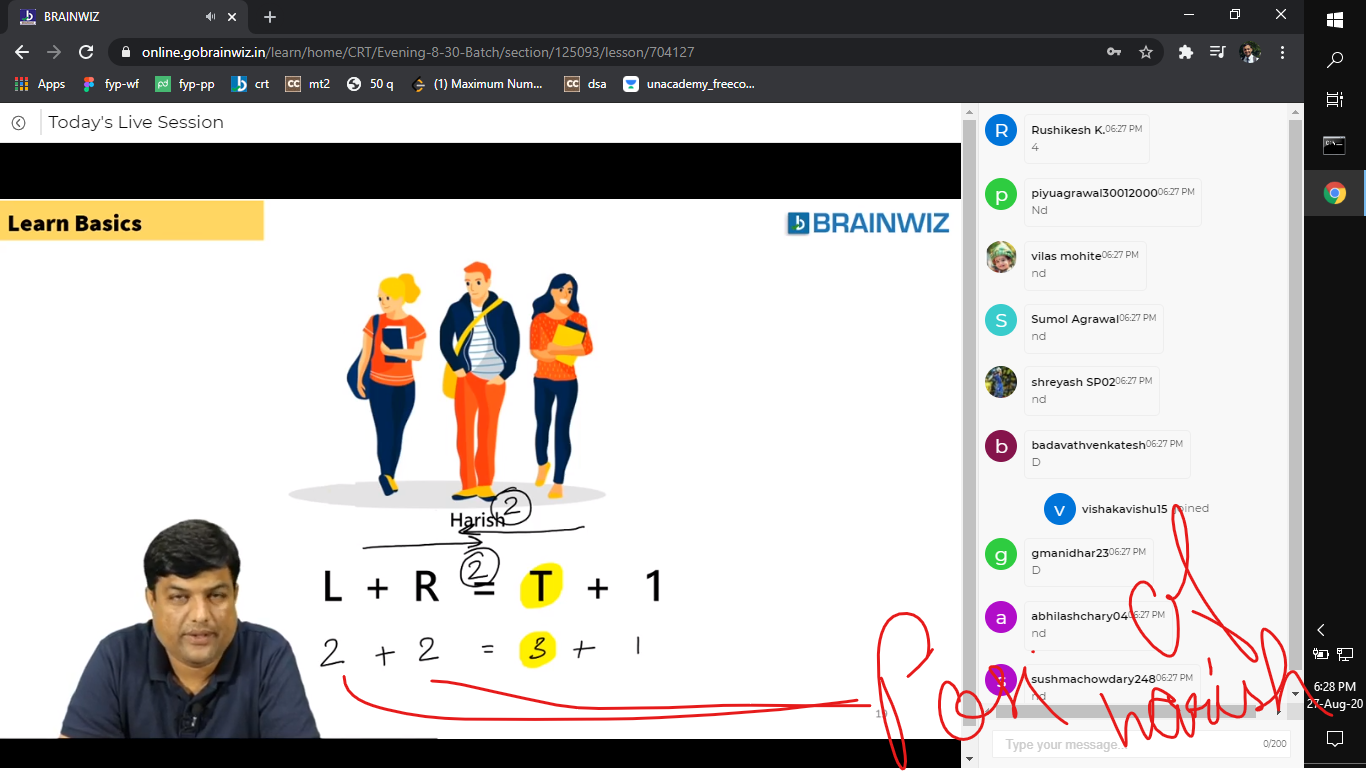 BRAINWIZ
online.gobrainwiz.in/learn/home/CRT/Evening-8-30-Batch/section/125093/lesson/704127
Apps fyp-wf fyp-pp crt mt2 50 q (1) Maximum Num... dsa unacademy_freeco...
Today's Live Session
Learn Basics
BRAINWIZ
Harish 2
2
L + R = T + 1
2 + 2 = 3 + 1
19
R Rushikesh K. 06:27 PM
4
p piyuagrawal30012000 06:27 PM
Nd
vilas mohite 06:27 PM
nd
S Sumol Agrawal 06:27 PM
nd
shreyash SP02 06:27 PM
nd
b badavathvenkatesh 06:27 PM
D
v vishakavishu15 joined
g gmanidhar23 06:27 PM
D
a abhilashchary04 06:27 PM
nd
s sushmachowdary248 06:27 PM
nd
Type your message... 0/200
Posi. of
harish
6:28 PM
27-Aug-20